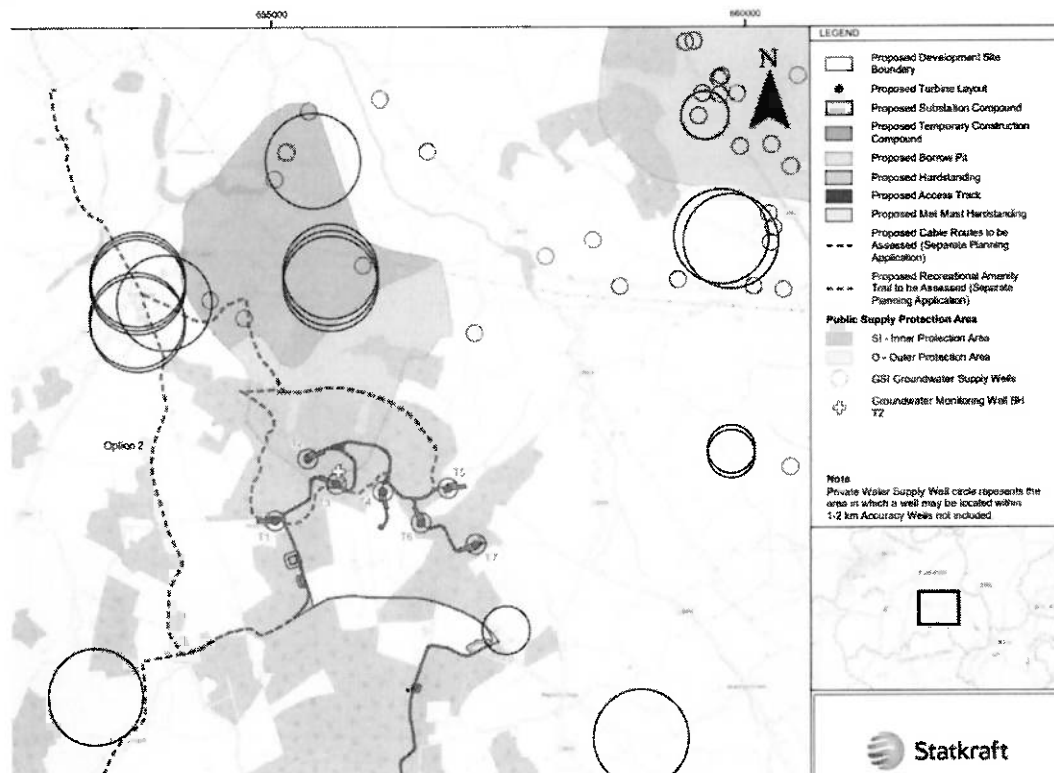 655000
660000
LEGEND
Proposed Development Site
Boundary
Proposed Turbine Layout
Proposed Substation Compound
Proposed Temporary Construction
Compound
Proposed Borrow Pit
Proposed Hardstanding
Proposed Access Track
Proposed Met Mast Hardstanding
Proposed Cable Routes to be
Assessed (Separate Planning
Application)
Proposed Recreational Amenity
Trail to be Assessed (Separate
Planning Application)
Public Supply Protection Area
SI - Inner Protection Area
O - Outer Protection Area
GSI Groundwater Supply Wells
Groundwater Monitoring Well BH
T2
Note
Private Water Supply Well circle represents the
area in which a well may be located within
1-2 km Accuracy Wells not included
N
Option 2
T5
T1
T6
T7
Statkraft